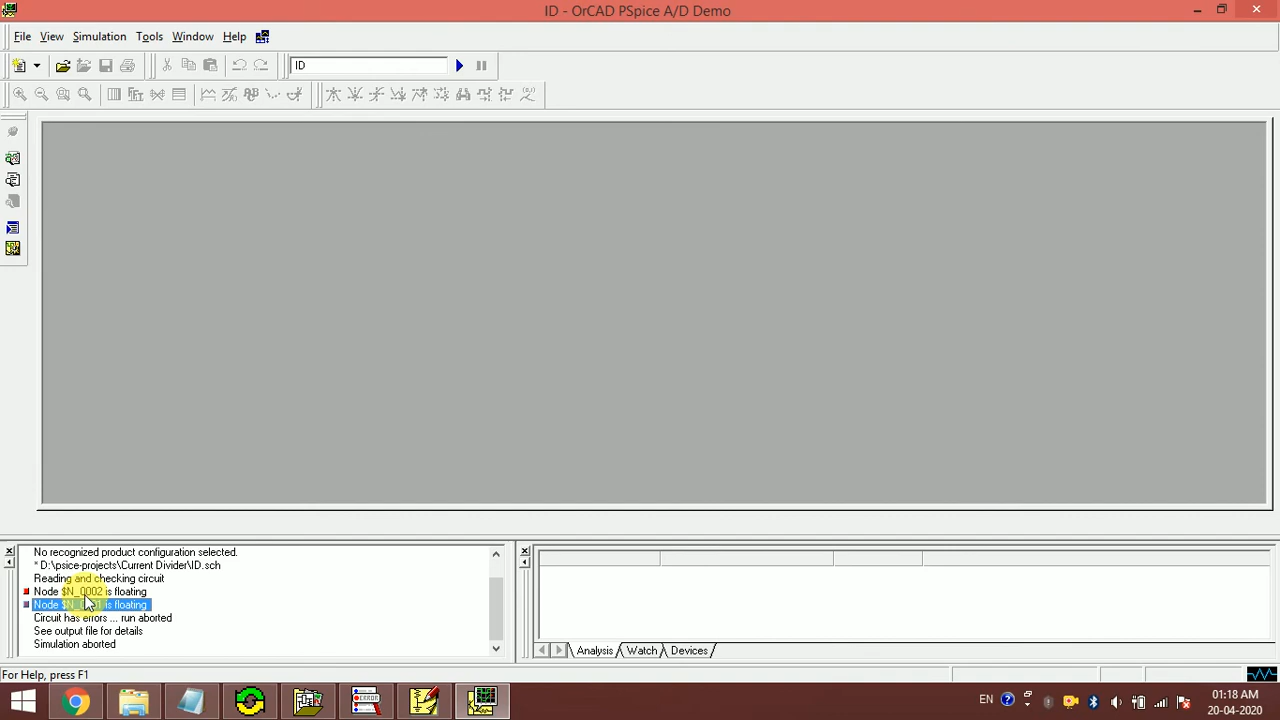 ID - OrCAD PSpice A/D Demo
File View Simulation Tools Window Help
ID
No recognized product configuration selected.
* D:\psice-projects\Current Divider\ID.sch
Reading and checking circuit
Node $N_0002 is floating
Node is floating
Circuit has errors ... run aborted
See output file for details
Simulation aborted
Analysis Watch Devices
For Help, press F1
ERROR
EN
01:18 AM
20-04-2020